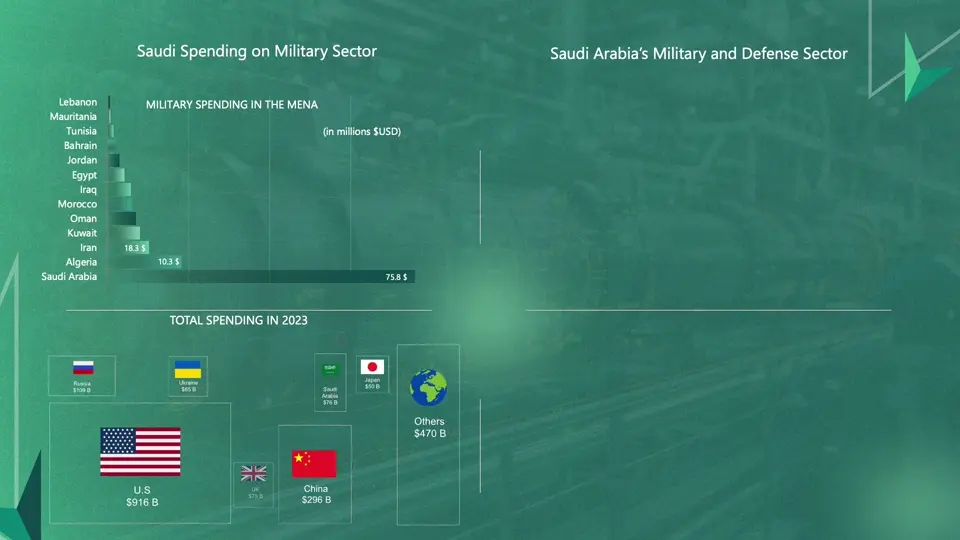 Saudi Spending on Military Sector
Saudi Arabia's Military and Defense Sector
MILITARY SPENDING IN THE MENA
(in millions $USD)
Lebanon
Mauritania
Tunisia
Bahrain
Jordan
Egypt
Iraq
Morocco
Oman
Kuwait
Iran 18.3 $
Algeria 10.3 $
Saudi Arabia 75.8 $
TOTAL SPENDING IN 2023
Russia
$109 B
Ukraine
$65 B
Saudi
Arabia
$76 B
Japan
$50 B
Others
$470 B
U.S
$916 B
UK
$75 B
China
$296 B